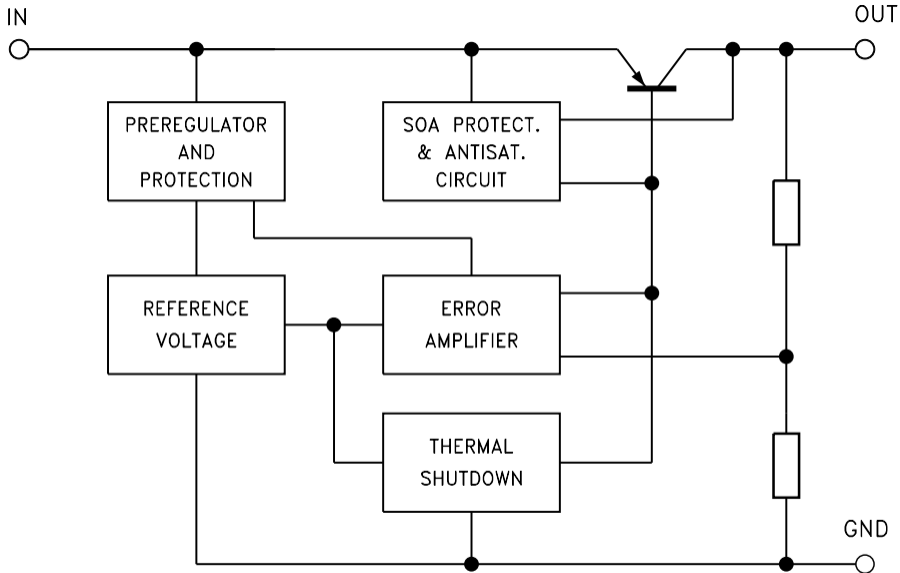 IN
OUT
PREREGULATOR
AND
PROTECTION
SOA PROTECT.
& ANTISAT.
CIRCUIT
REFERENCE
VOLTAGE
ERROR
AMPLIFIER
THERMAL
SHUTDOWN
GND